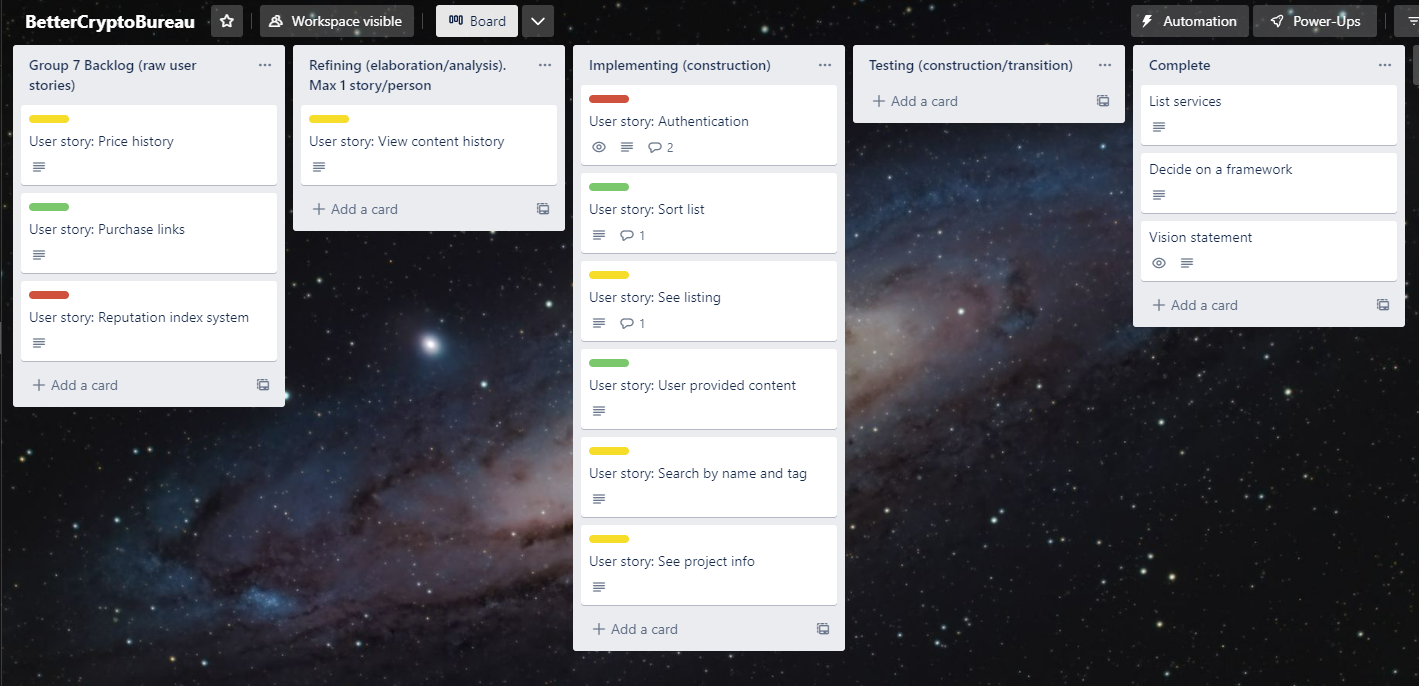 BetterCryptoBureau
Workspace visible
Board
Automation
Power-Ups
Group 7 Backlog (raw user
stories)
User story: Price history
User story: Purchase links
User story: Reputation index system
Add a card
Refining (elaboration/analysis).
Max 1 story/person
User story: View content history
Add a card
Implementing (construction)
User story: Authentication
2
User story: Sort list
1
User story: See listing
1
User story: User provided content
User story: Search by name and tag
User story: See project info
Add a card
Testing (construction/transition)
Add a card
Complete
List services
Decide on a framework
Vision statement
Add a card